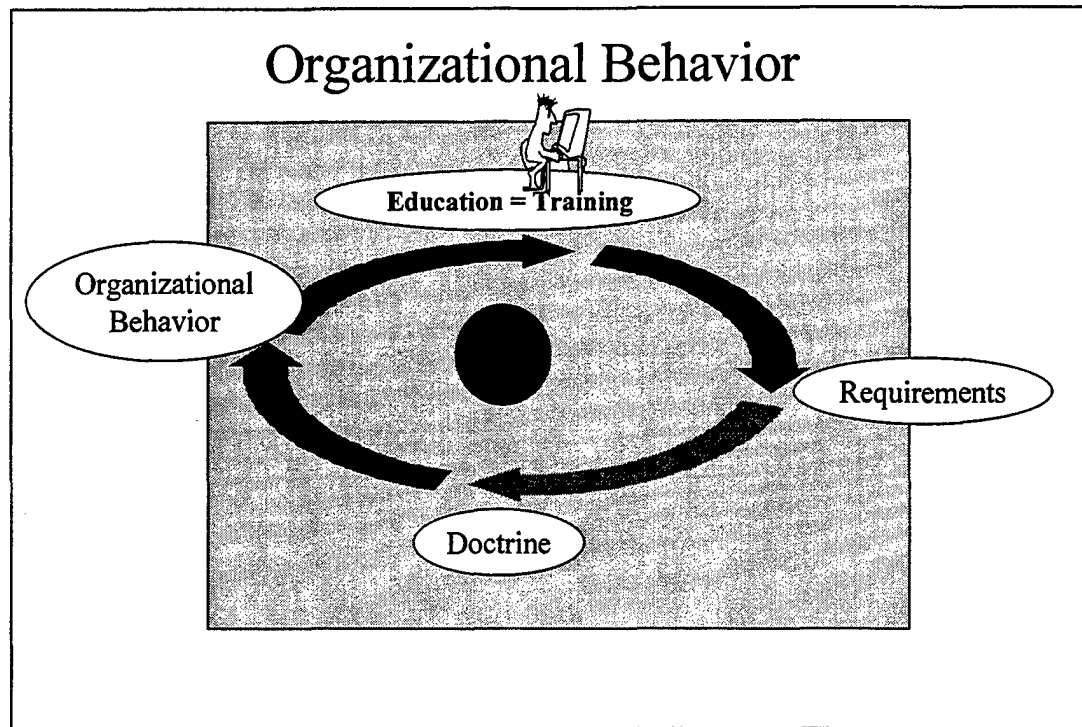 Organizational Behavior
Education = Training
Organizational
Behavior
Requirements
Doctrine